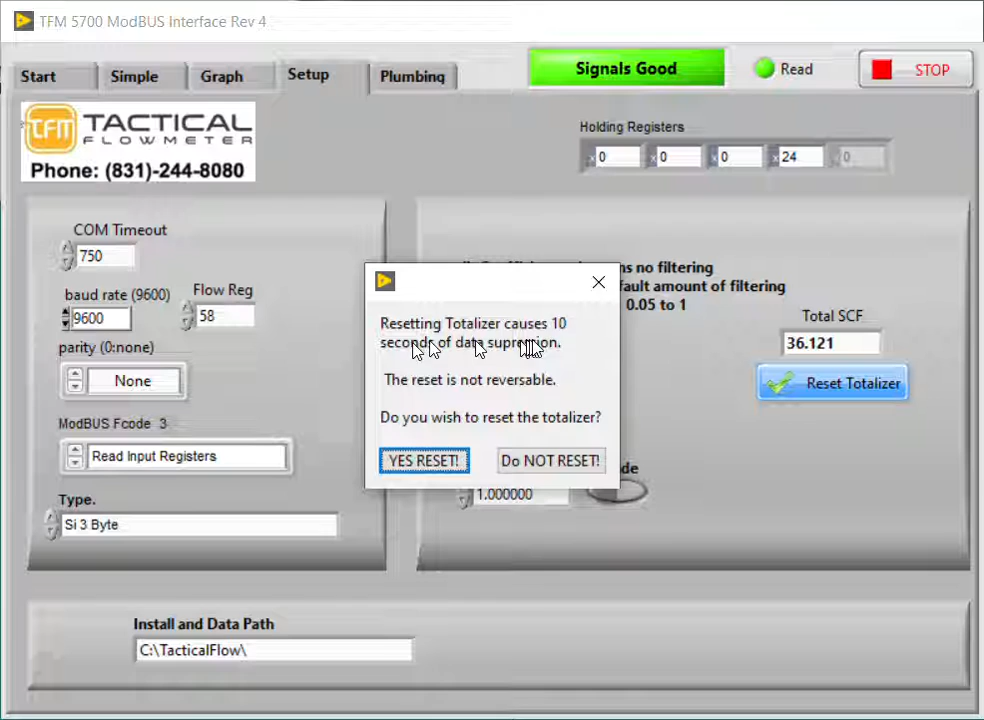 TFM 5700 ModBUS Interface Rev 4
Start
Simple
Graph
Setup
Plumbing
Signals Good
Read
STOP
TFM TACTICAL
FLOWMETER
Phone: (831)-244-8080
Holding Registers
x 0
x 0
x 0
x 24
0
COM Timeout
750
baud rate (9600)
Flow Reg
9600
58
parity (0:none)
None
ModBUS Fcode 3
Read Input Registers
Type.
Si 3 Byte
ns no filtering
fault amount of filtering
0.05 to 1
Total SCF
36.121
Reset Totalizer
Resetting Totalizer causes 10
seconds of data supression.
The reset is not reversable.
Do you wish to reset the totalizer?
YES RESET!
Do NOT RESET!
de
1.000000
Install and Data Path
C:\TacticalFlow\